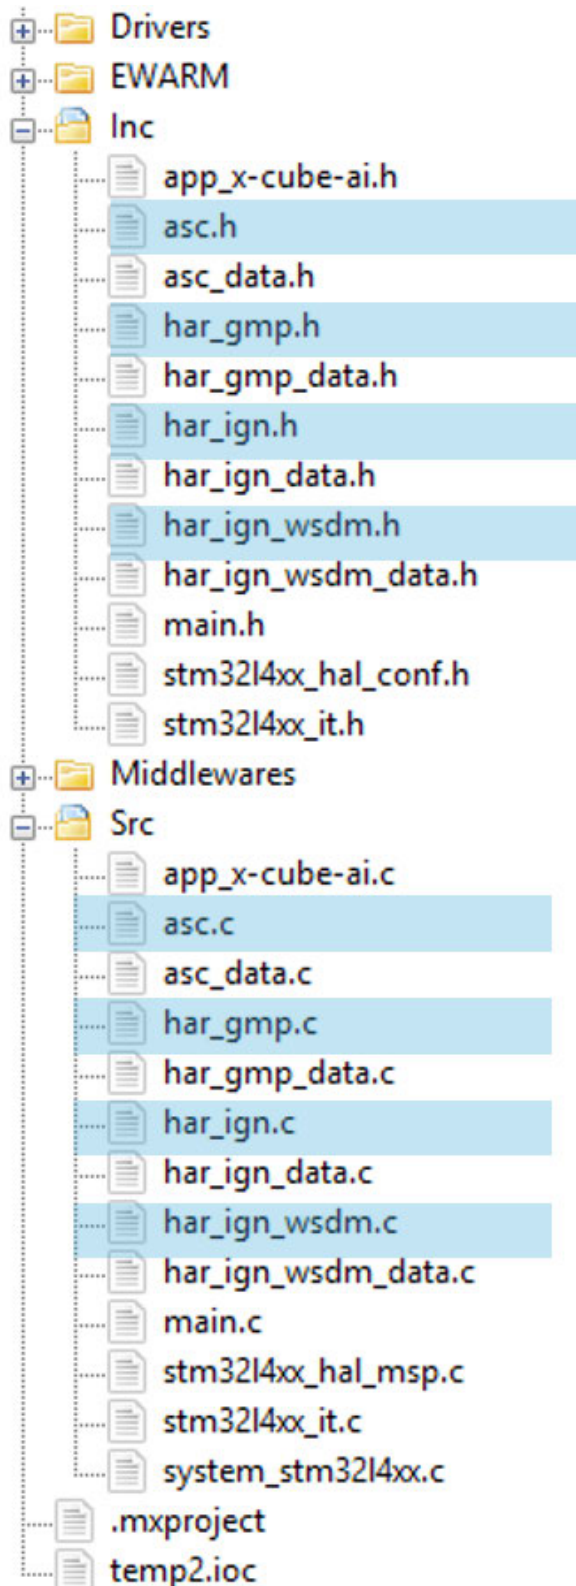 Drivers
EWARM
Inc
app_x-cube-ai.h
asc.h
asc_data.h
har_gmp.h
har_gmp_data.h
har_ign.h
har_ign_data.h
har_ign_wsdm.h
har_ign_wsdm_data.h
main.h
stm32l4xx_hal_conf.h
stm32l4xx_it.h
Middlewares
Src
app_x-cube-ai.c
asc.c
asc_data.c
har_gmp.c
har_gmp_data.c
har_ign.c
har_ign_data.c
har_ign_wsdm.c
har_ign_wsdm_data.c
main.c
stm32l4xx_hal_msp.c
stm32l4xx_it.c
system_stm32l4xx.c
.mxproject
temp2.ioc